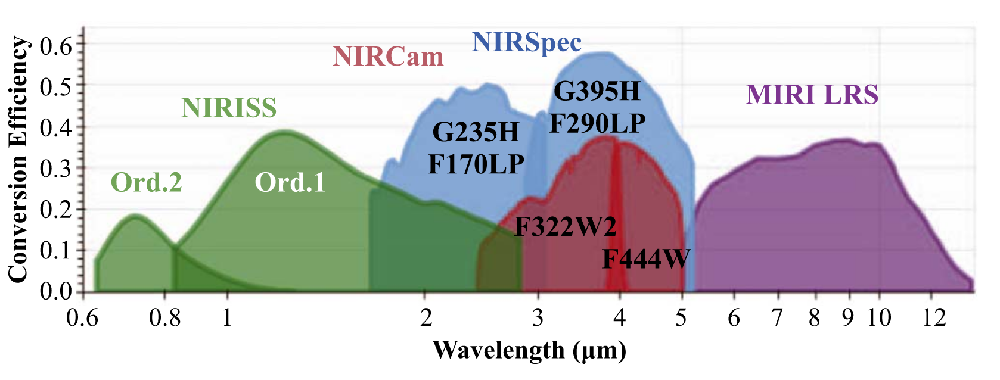 Conversion Efficiency
0.6
0.5
0.4
0.3
0.2
0.1
0.0
NIRISS
NIRCam
NIRSpec
MIRI LRS
Ord.2
Ord.1
G235H
F170LP
G395H
F290LP
F322W2
F444W
0.6 0.8 1 2 3 4 5 6 7 8 9 10 12
Wavelength (μm)